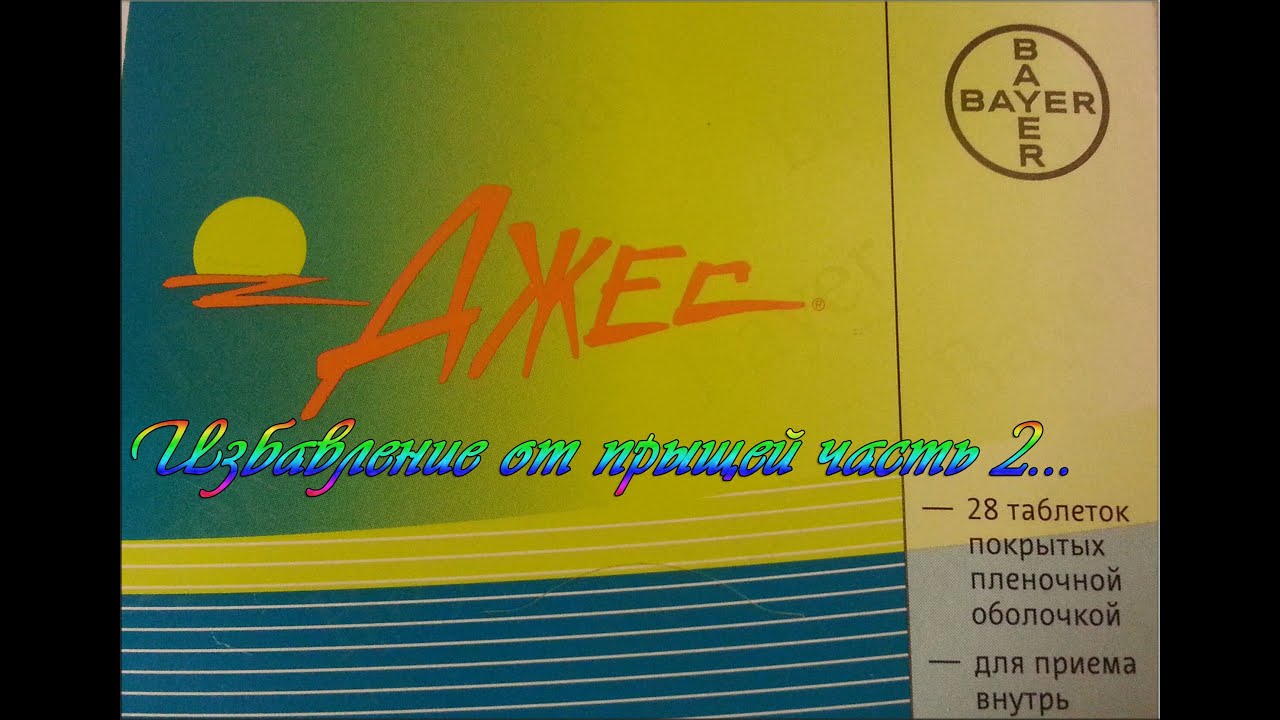 BAYER
BAYER
Джес®
Избавление от прыщей часть 2...
— 28 таблеток
покрытых
пленочной
оболочкой
— для приема
внутрь